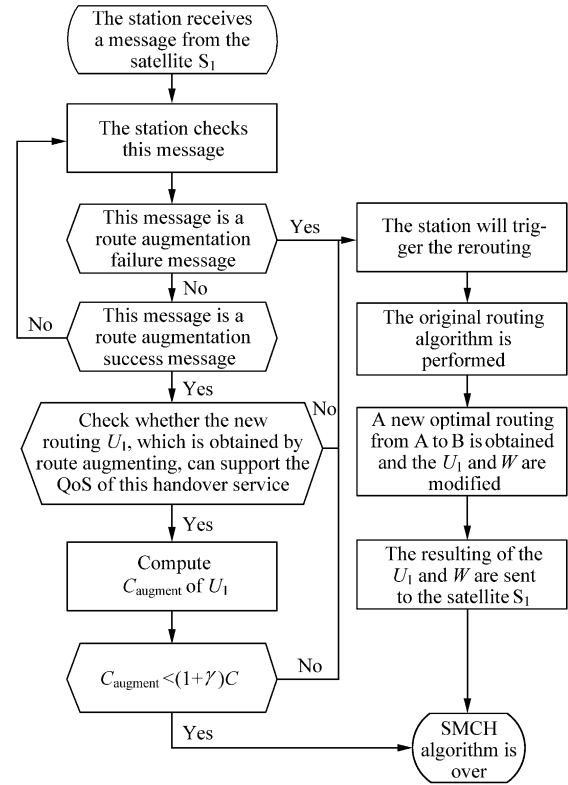 The station receives
a message from the
satellite S1
The station checks
this message
This message is a
route augmentation
failure message
Yes
No
This message is a
route augmentation
success message
No
Yes
Check whether the new
routing U1, which is obtained by
route augmenting, can support the
QoS of this handover service
No
Yes
Compute
Caugment of U1
Caugment <(1+γ)C
No
Yes
The station will trig-
ger the rerouting
The original routing
algorithm is
performed
A new optimal routing
from A to B is obtained
and the U1 and W are
modified
The resulting of the
U1 and W are sent
to the satellite S1
SMCH
algorithm is
over